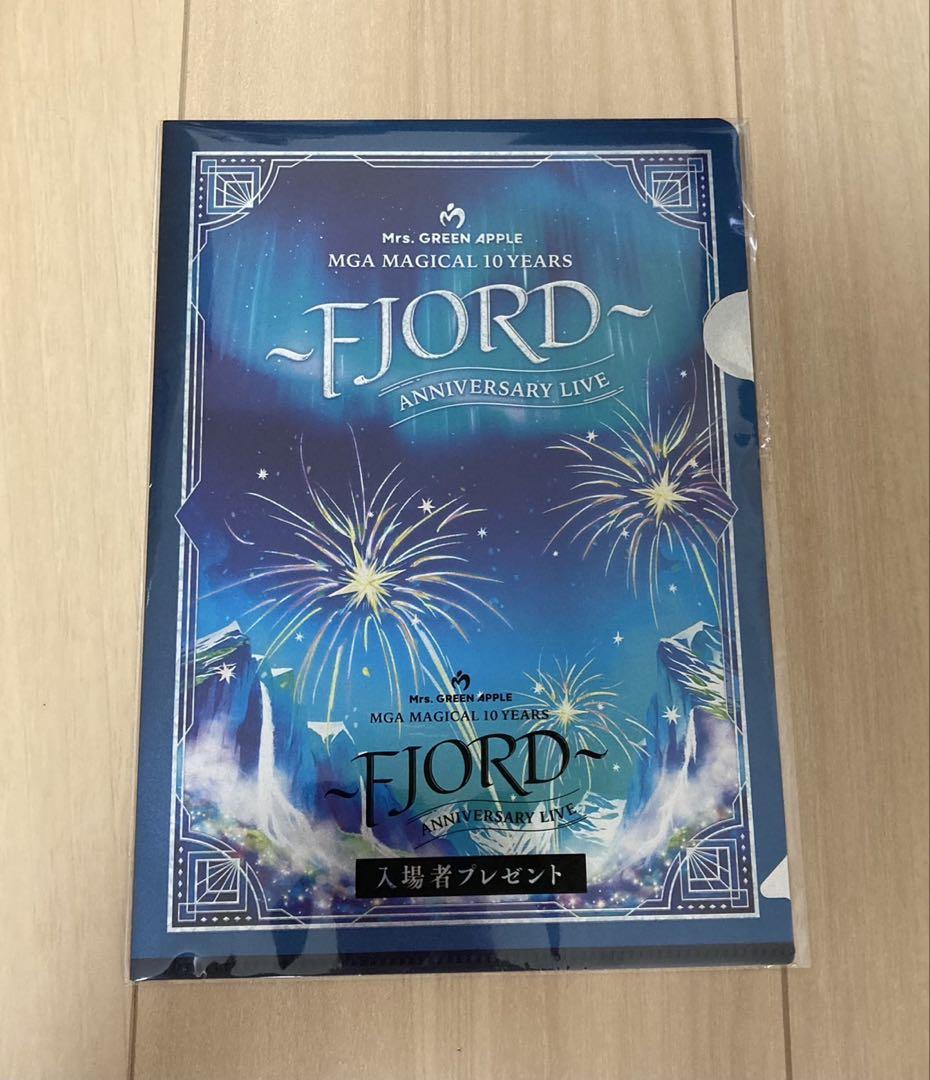 Mrs. GREEN APPLE
MGA MAGICAL 10 YEARS
~FJORD~
ANNIVERSARY LIVE
Mrs. GREEN APPLE
MGA MAGICAL 10 YEARS
~FJORD~
ANNIVERSARY LIVE
入場者プレゼント